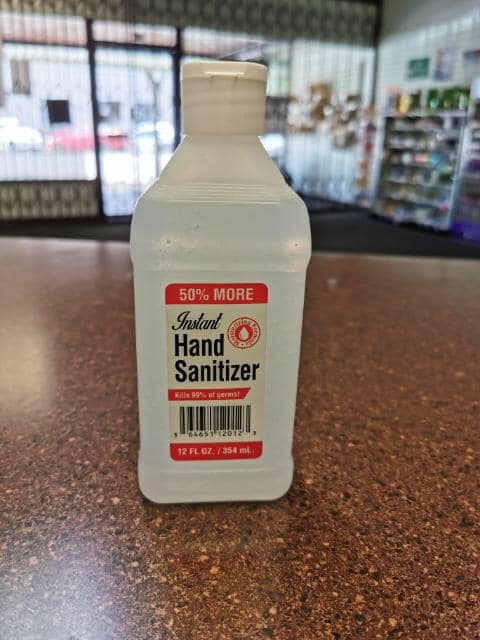 50% MORE
Instant
Hand
Sanitizer
Kills 99% of germs!
12 FL OZ. / 354 mL.